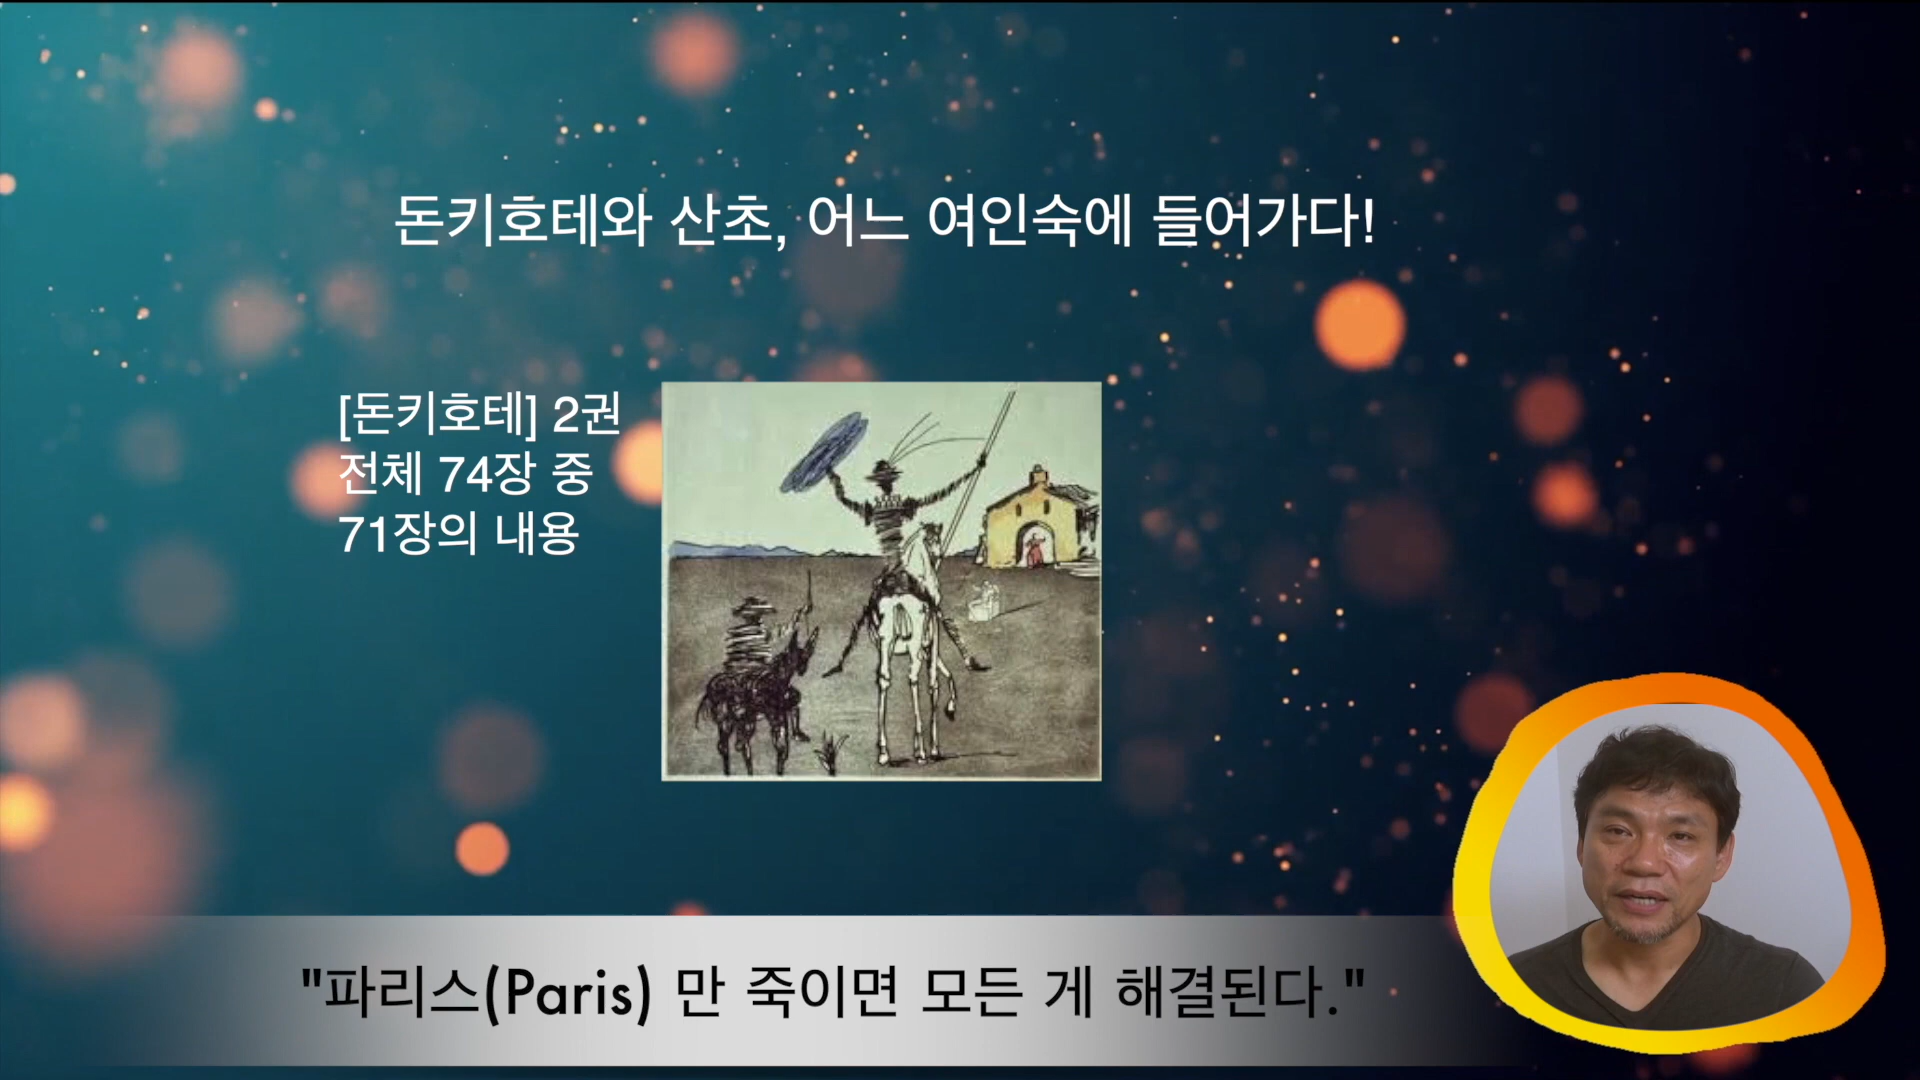 돈키호테와 산초, 어느 여인숙에 들어가다!
[돈키호테] 2권
전체 74장 중
71장의 내용
"파리스(Paris) 만 죽이면 모든 게 해결된다."